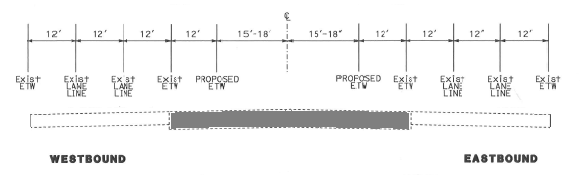 ℄
12' 12' 12' 12' 15'-18' 15'-18" 12' 12' 12" 12'
Exist Exist Exist Exist PROPOSED PROPOSED Exist Exist Exist Exist
ETW LANE LANE ETW ETW ETW ETW LANE LANE ETW
LINE LINE LINE LINE
WESTBOUND EASTBOUND